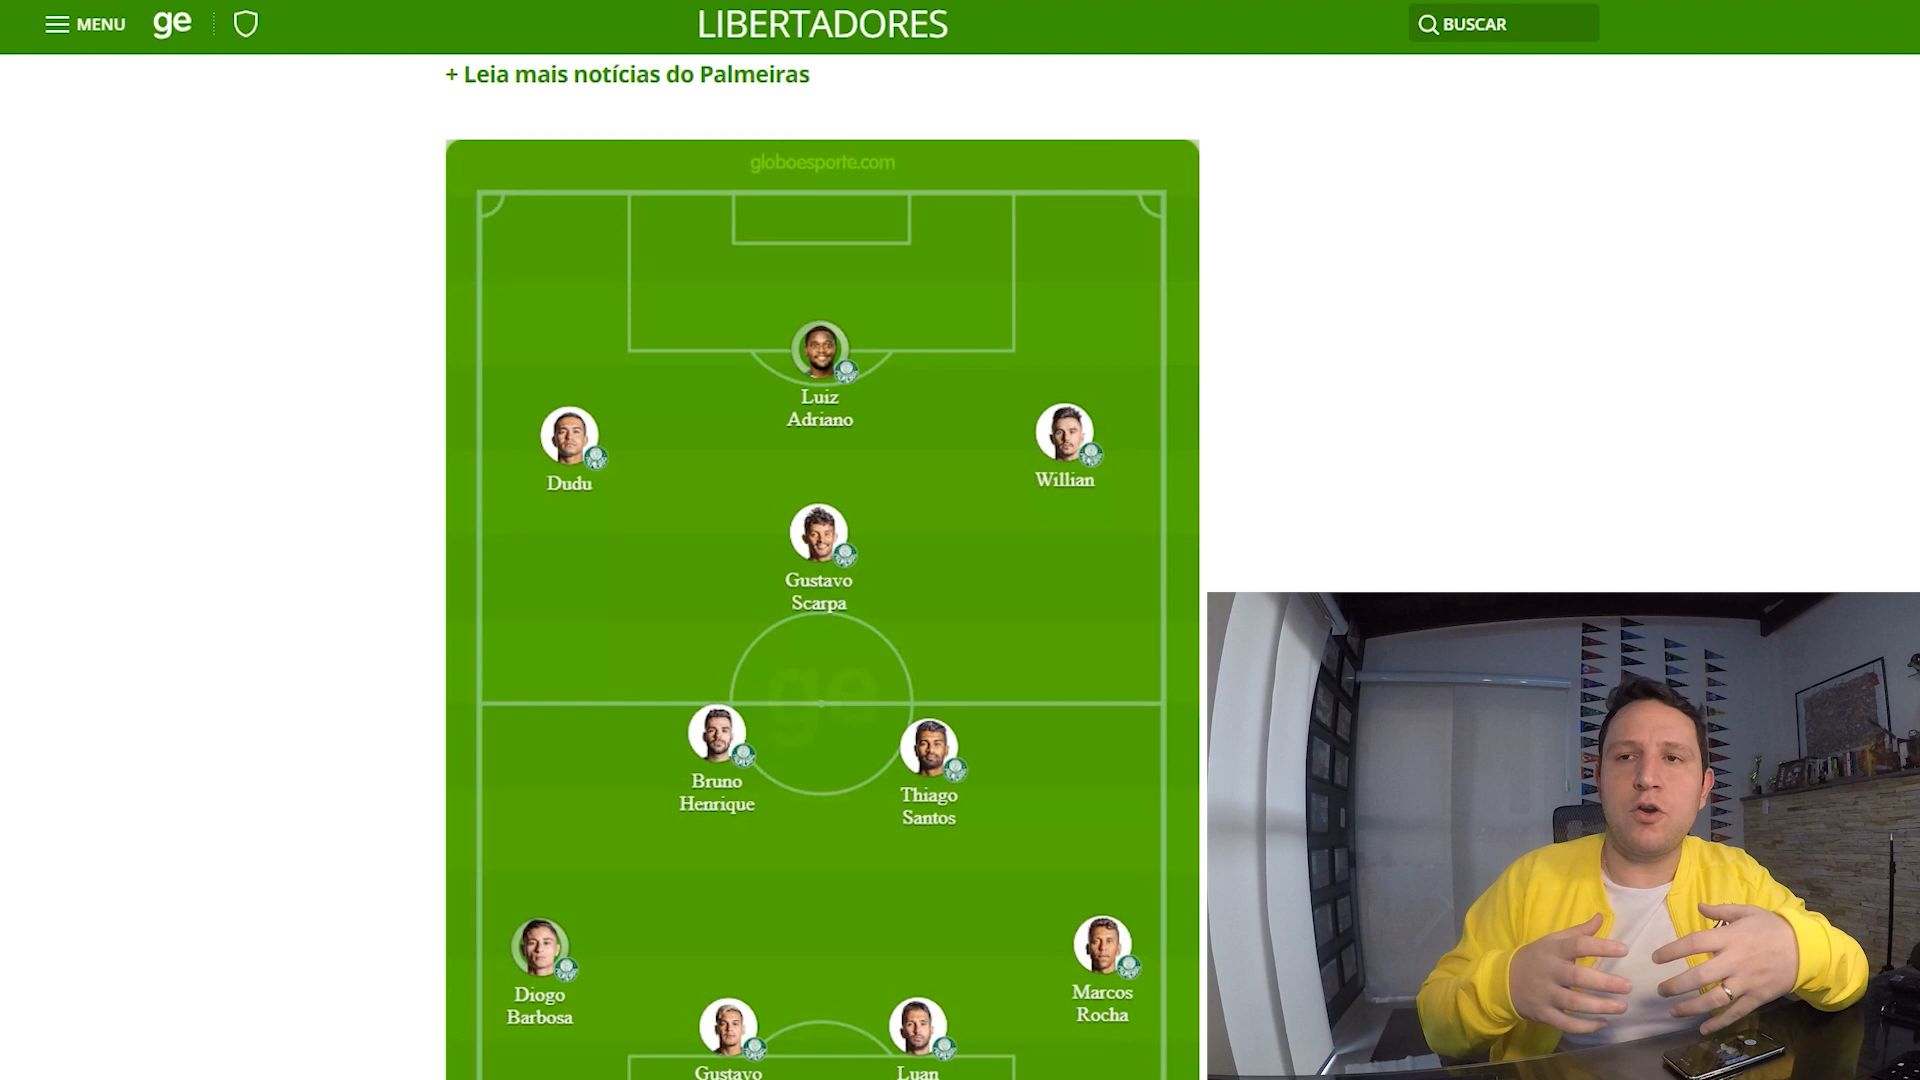 MENU
ge
LIBERTADORES
BUSCAR
+ Leia mais notícias do Palmeiras
globoesporte.com
Luiz
Adriano
Dudu
Willian
Gustavo
Scarpa
ge
Bruno
Henrique
Thiago
Santos
Diogo
Barbosa
Marcos
Rocha
Gustavo
Luan